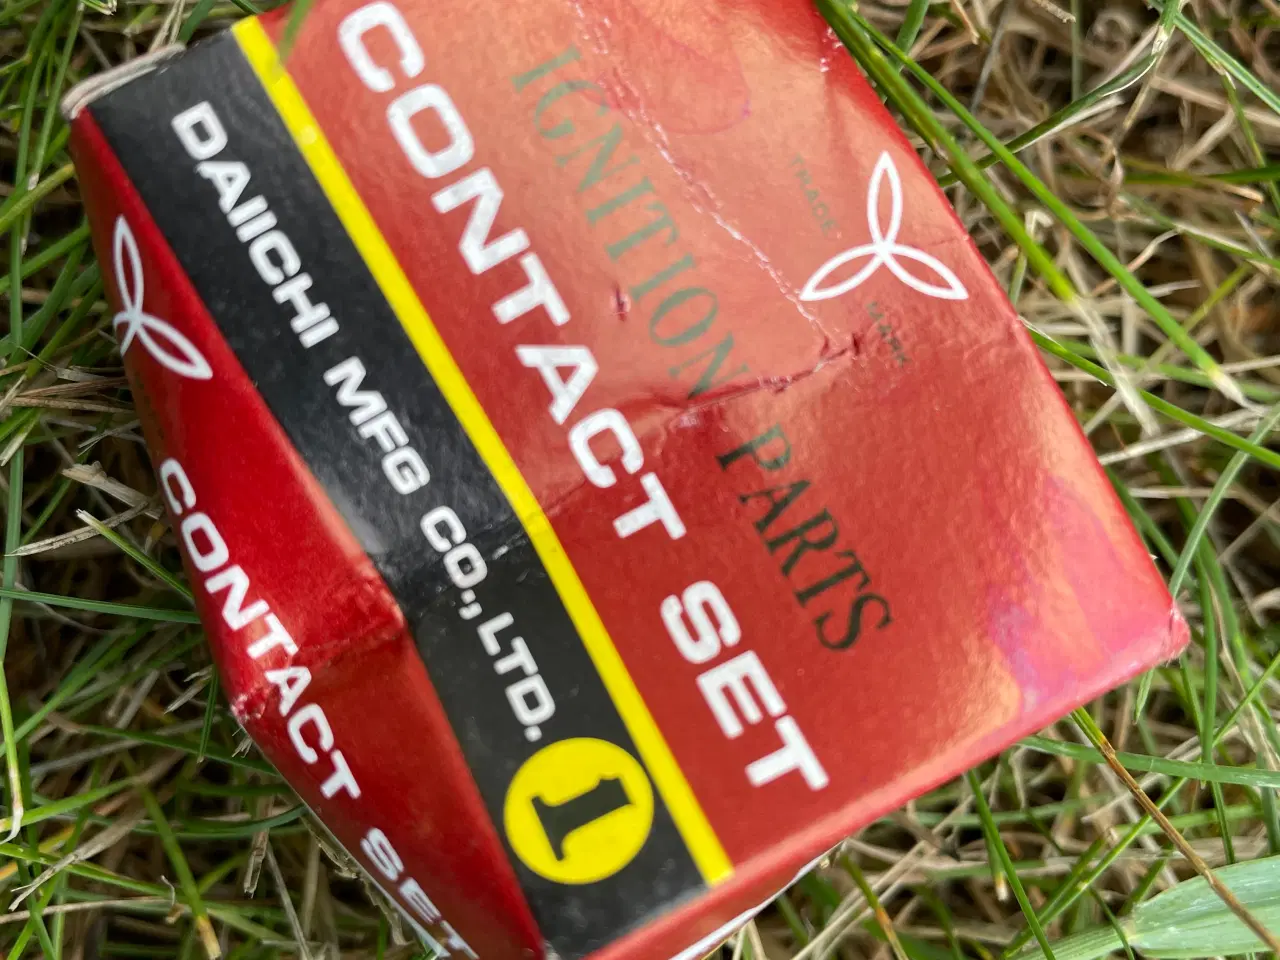 TRADE
MARK
IGNITION PARTS
CONTACT SET
DAIICHI MFG CO., LTD. 1
CONTACT SET